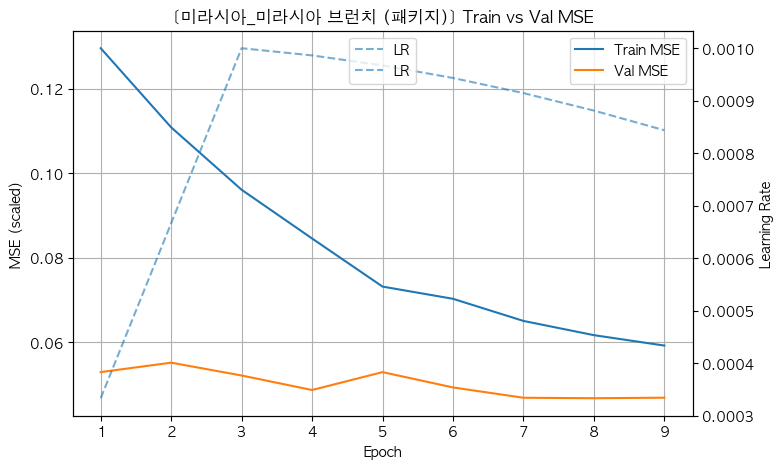 〔미라시아_미라시아 브런치 (패키지)〕 Train vs Val MSE
LR
LR
Train MSE
Val MSE
MSE (scaled)
0.12
0.10
0.08
0.06
0.0010
0.0009
0.0008
0.0007
0.0006
0.0005
0.0004
0.0003
Learning Rate
1 2 3 4 5 6 7 8 9
Epoch